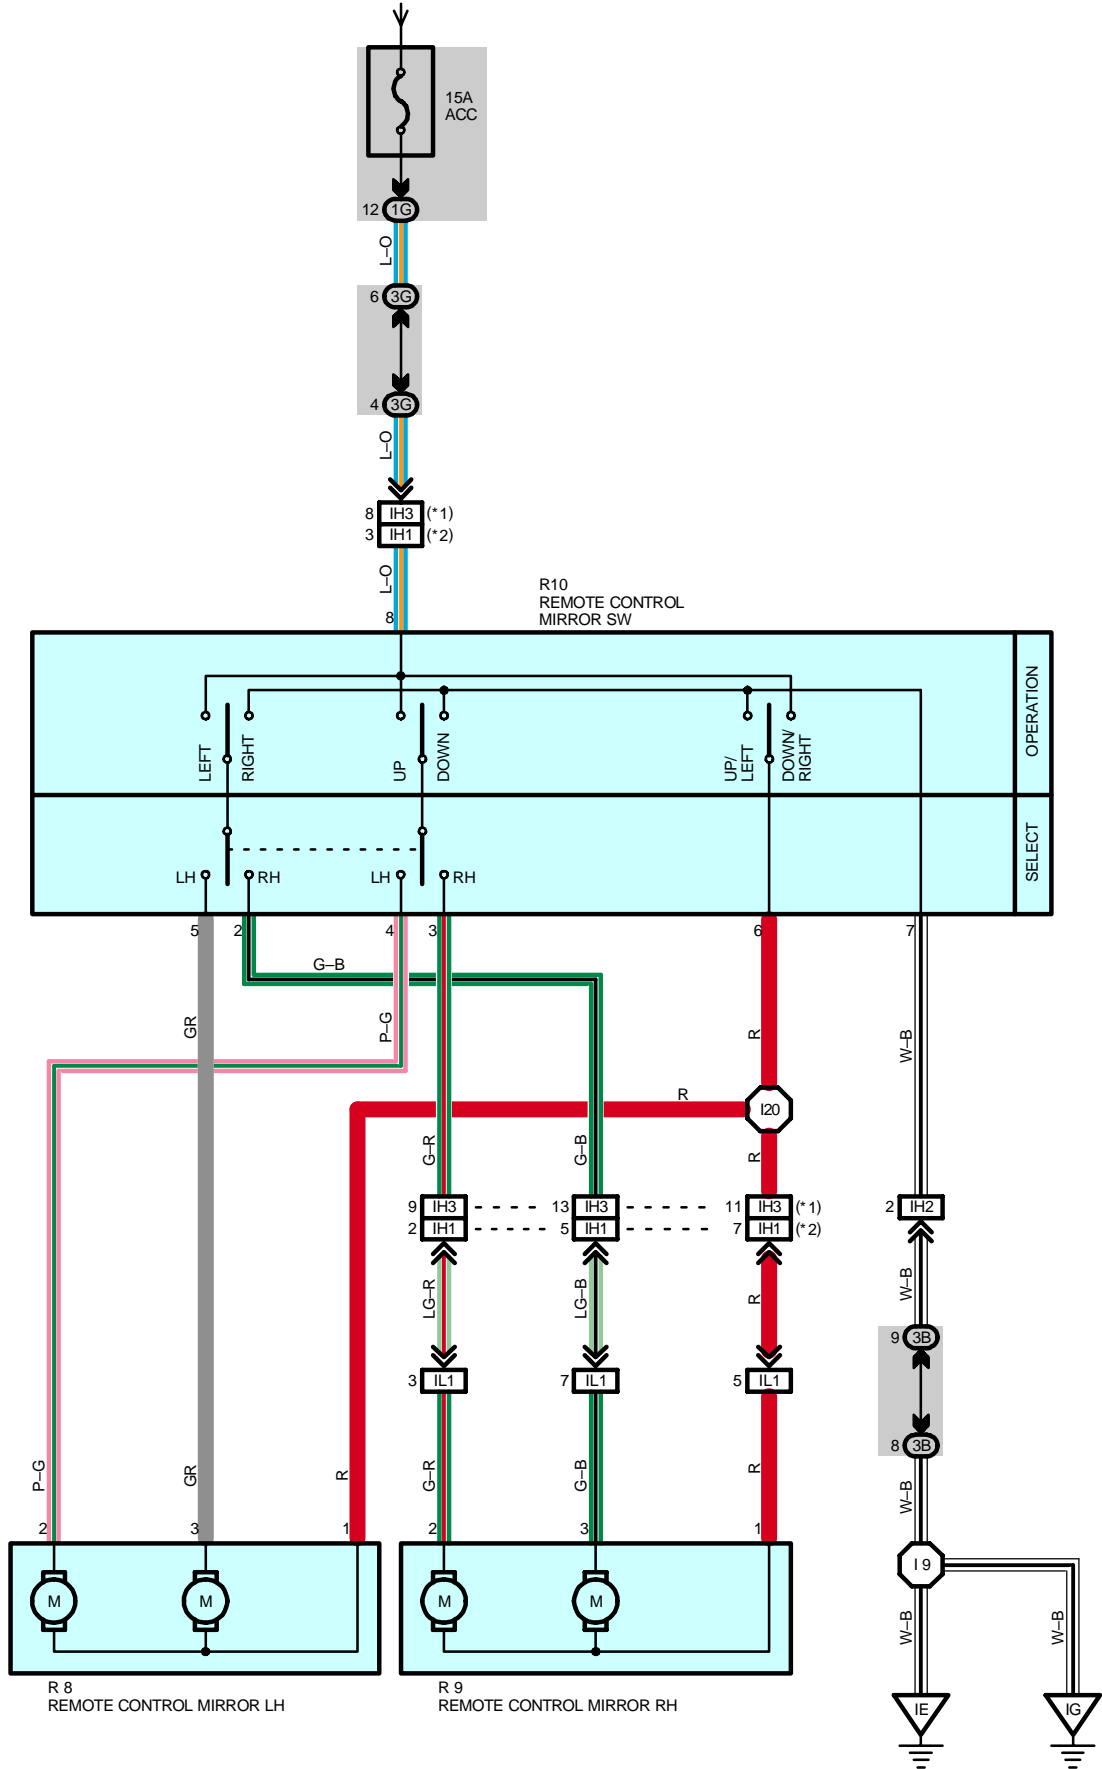 15A
ACC
12 1G
L–O
6 3G
4 3G
L–O
8 IH3 (*1)
3 IH1 (*2)
L–O
R10
REMOTE CONTROL
MIRROR SW
8
OPERATION
LEFT
RIGHT
UP
DOWN
UP/
LEFT
DOWN/
RIGHT
SELECT
LH
RH
LH
RH
5
2
4
3
6
7
G–B
GR
P–G
R
W–B
R
I20
G–R
G–B
R
9 IH3
13 IH3
11 IH3 (*1)
2 IH2
2 IH1
5 IH1
7 IH1 (*2)
LG–R
LG–B
R
W–B
9 3B
3 IL1
7 IL1
5 IL1
8 3B
P–G
GR
R
G–R
G–B
R
W–B
2
3
1
2
3
1
I 9
M
M
M
M
W–B
W–B
R 8
REMOTE CONTROL MIRROR LH
R 9
REMOTE CONTROL MIRROR RH
IE
IG